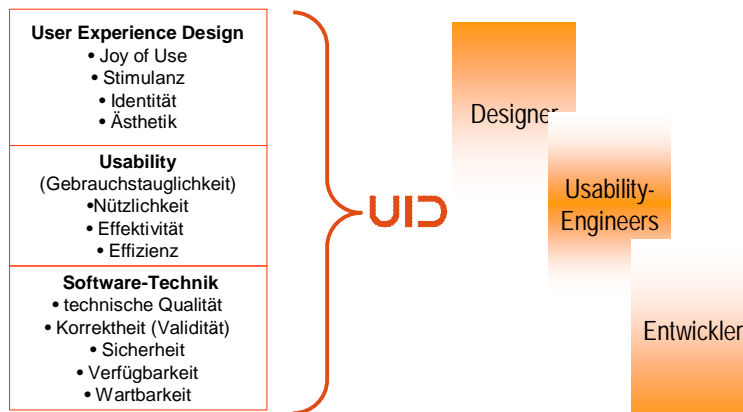 User Experience Design
• Joy of Use
• Stimulanz
• Identität
• Ästhetik
Usability
(Gebrauchstauglichkeit)
•Nützlichkeit
• Effektivität
• Effizienz
Software-Technik
• technische Qualität
• Korrektheit (Validität)
• Sicherheit
• Verfügbarkeit
• Wartbarkeit
UID
Designer
Usability-
Engineers
Entwickler